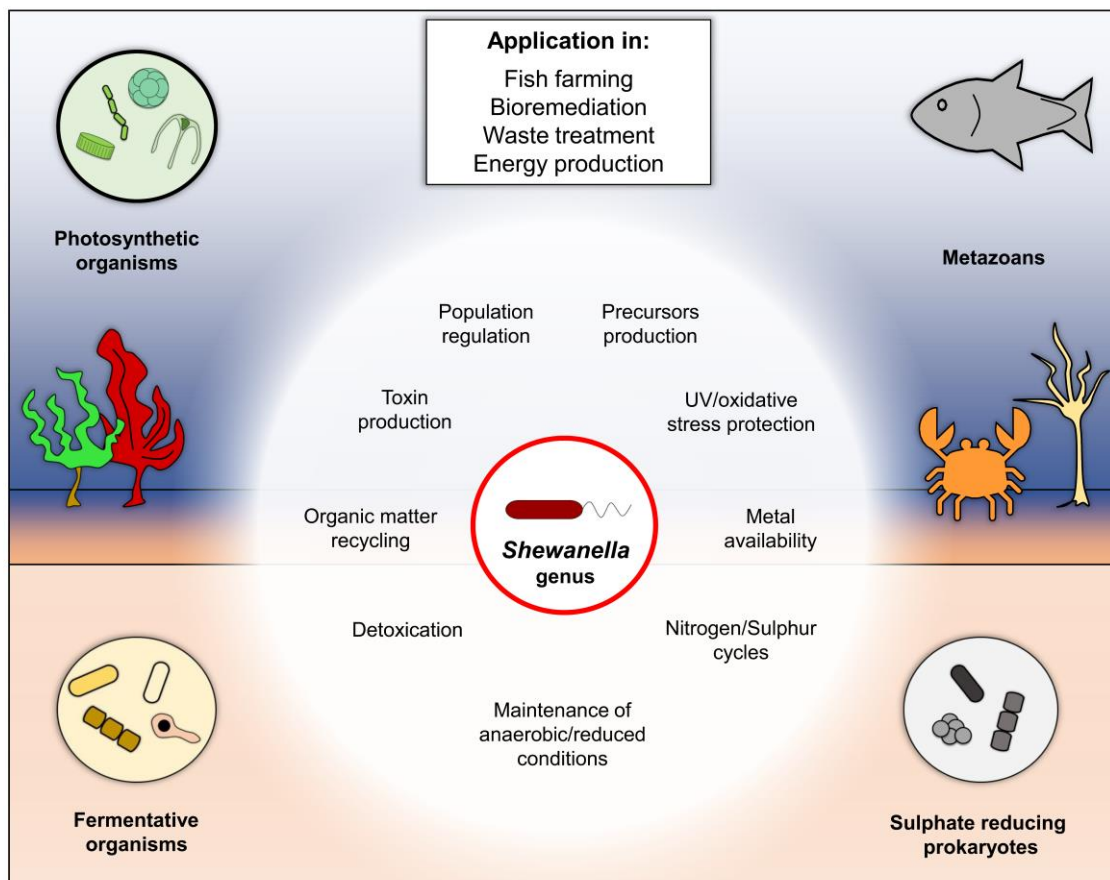 Application in:
Fish farming
Bioremediation
Waste treatment
Energy production
Photosynthetic
organisms
Metazoans
Population
regulation
Precursors
production
Toxin
production
UV/oxidative
stress protection
Organic matter
recycling
Shewanella
genus
Metal
availability
Detoxication
Nitrogen/Sulphur
cycles
Maintenance of
anaerobic/reduced
conditions
Fermentative
organisms
Sulphate reducing
prokaryotes